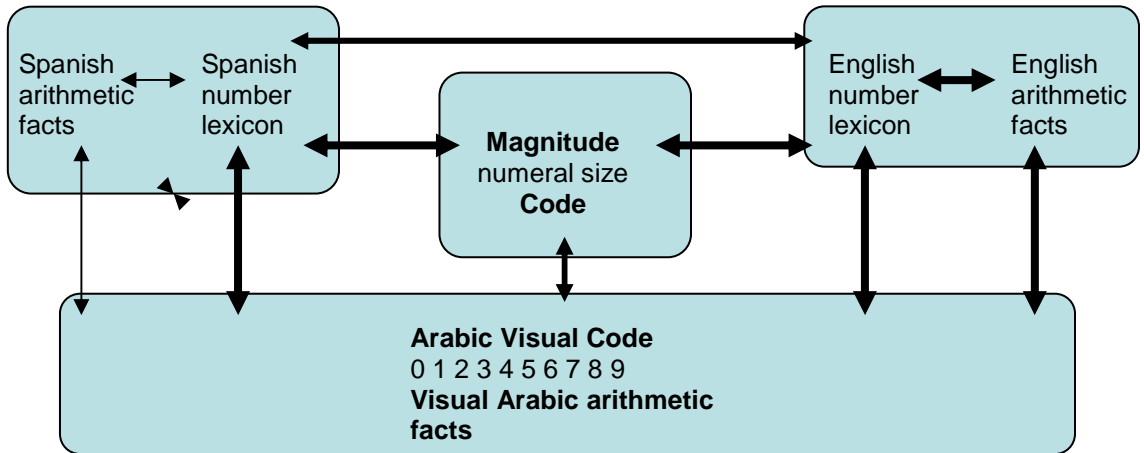 Spanish
arithmetic
facts
Spanish
number
lexicon
Magnitude
numeral size
Code
English
number
lexicon
English
arithmetic
facts
Arabic Visual Code
0 1 2 3 4 5 6 7 8 9
Visual Arabic arithmetic
facts